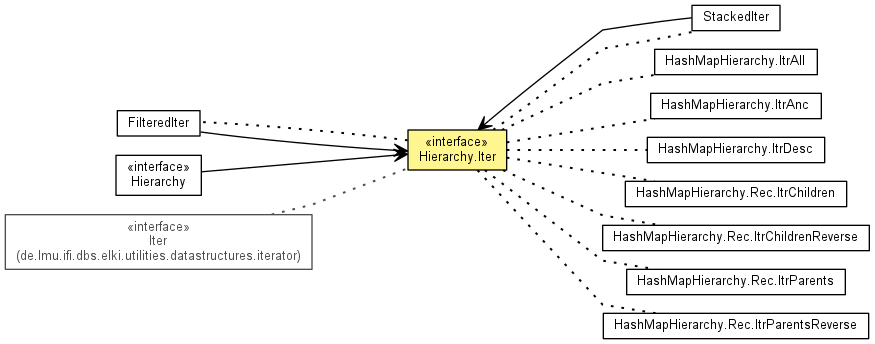 StackedIter
HashMapHierarchy.ItrAll
HashMapHierarchy.ItrAnc
FilteredIter
«interface»
Hierarchy.Iter
HashMapHierarchy.ItrDesc
«interface»
Hierarchy
HashMapHierarchy.Rec.ItrChildren
«interface»
Iter
(de.lmu.ifi.dbs.elki.utilities.datastructures.iterator)
HashMapHierarchy.Rec.ItrChildrenReverse
HashMapHierarchy.Rec.ItrParents
HashMapHierarchy.Rec.ItrParentsReverse